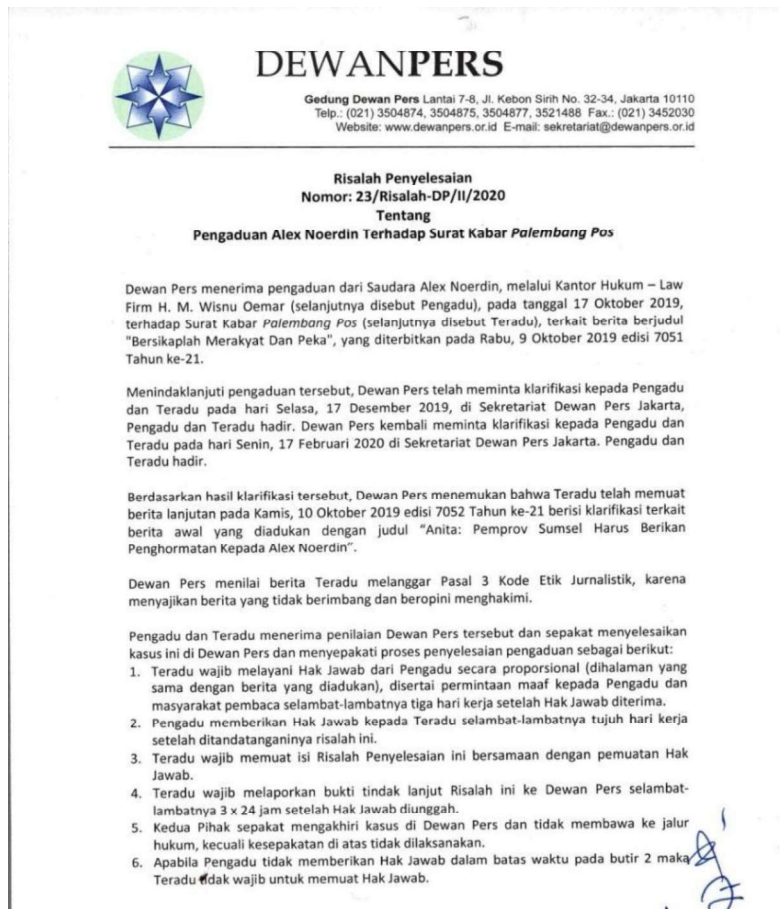 DEWANPERS
Gedung Dewan Pers Lantai 7-8, Jl. Kebon Sirih No. 32-34, Jakarta 10110
Telp.: (021) 3504874, 3504875, 3504877, 3521488 Fax.: (021) 3452030
Website: www.dewanpers.or.id E-mail: sekretariat@dewanpers.or.id
Risalah Penyelesaian
Nomor: 23/Risalah-DP/II/2020
Tentang
Pengaduan Alex Noerdin Terhadap Surat Kabar Palembang Pos
Dewan Pers menerima pengaduan dari Saudara Alex Noerdin, melalui Kantor Hukum – Law
Firm H. M. Wisnu Oemar (selanjutnya disebut Pengadu), pada tanggal 17 Oktober 2019,
terhadap Surat Kabar Palembang Pos (selanjutnya disebut Teradu), terkait berita berjudul
"Bersikaplah Merakyat Dan Peka", yang diterbitkan pada Rabu, 9 Oktober 2019 edisi 7051
Tahun ke-21.
Menindaklanjuti pengaduan tersebut, Dewan Pers telah meminta klarifikasi kepada Pengadu
dan Teradu pada hari Selasa, 17 Desember 2019, di Sekretariat Dewan Pers Jakarta,
Pengadu dan Teradu hadir. Dewan Pers kembali meminta klarifikasi kepada Pengadu dan
Teradu pada hari Senin, 17 Februari 2020 di Sekretariat Dewan Pers Jakarta. Pengadu dan
Teradu hadir.
Berdasarkan hasil klarifikasi tersebut, Dewan Pers menemukan bahwa Teradu telah memuat
berita lanjutan pada Kamis, 10 Oktober 2019 edisi 7052 Tahun ke-21 berisi klarifikasi terkait
berita awal yang diadukan dengan judul “Anita: Pemprov Sumsel Harus Berikan
Penghormatan Kepada Alex Noerdin”.
Dewan Pers menilai berita Teradu melanggar Pasal 3 Kode Etik Jurnalistik, karena
menyajikan berita yang tidak berimbang dan beropini menghakimi.
Pengadu dan Teradu menerima penilaian Dewan Pers tersebut dan sepakat menyelesaikan
kasus ini di Dewan Pers dan menyepakati proses penyelesaian pengaduan sebagai berikut:
1. Teradu wajib melayani Hak Jawab dari Pengadu secara proporsional (dihalaman yang
sama dengan berita yang diadukan), disertai permintaan maaf kepada Pengadu dan
masyarakat pembaca selambat-lambatnya tiga hari kerja setelah Hak Jawab diterima.
2. Pengadu memberikan Hak Jawab kepada Teradu selambat-lambatnya tujuh hari kerja
setelah ditandatanganinya risalah ini.
3. Teradu wajib memuat isi Risalah Penyelesaian ini bersamaan dengan pemuatan Hak
Jawab.
4. Teradu wajib melaporkan bukti tindak lanjut Risalah ini ke Dewan Pers selambat-
lambatnya 3 x 24 jam setelah Hak Jawab diunggah.
5. Kedua Pihak sepakat mengakhiri kasus di Dewan Pers dan tidak membawa ke jalur
hukum, kecuali kesepakatan di atas tidak dilaksanakan.
6. Apabila Pengadu tidak memberikan Hak Jawab dalam batas waktu pada butir 2 maka
Teradu tidak wajib untuk memuat Hak Jawab.